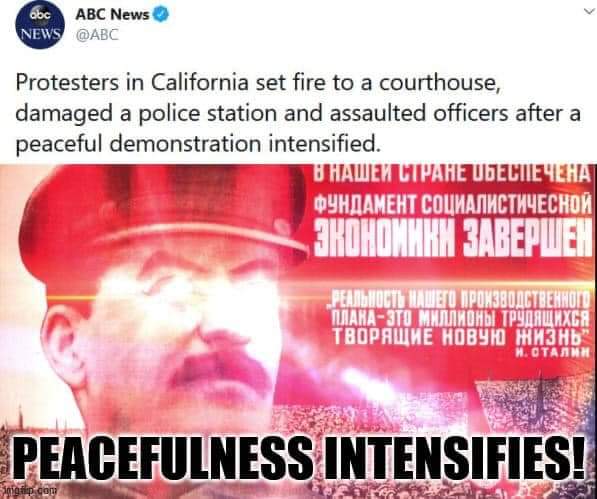 abc
NEWS
ABC News
@ABC
Protesters in California set fire to a courthouse,
damaged a police station and assaulted officers after a
peaceful demonstration intensified.
В НАШЕЙ СТРАНЕ ОБЕСПЕЧЕНА
ФУНДАМЕНТ СОЦИАЛИСТИЧЕСКОЙ
ЭКОНОМИКИ ЗАВЕРШЕН
„РЕАЛЬНОСТЬ НАШЕГО ПРОИЗВОДСТВЕННОГО
ПЛАНА-ЭТО МИЛЛИОНЫ ТРУДЯЩИХСЯ
ТВОРЯЩИЕ НОВУЮ ЖИЗНЬ"
И. СТАЛИН
PEACEFULNESS INTENSIFIES!
imgflip.com